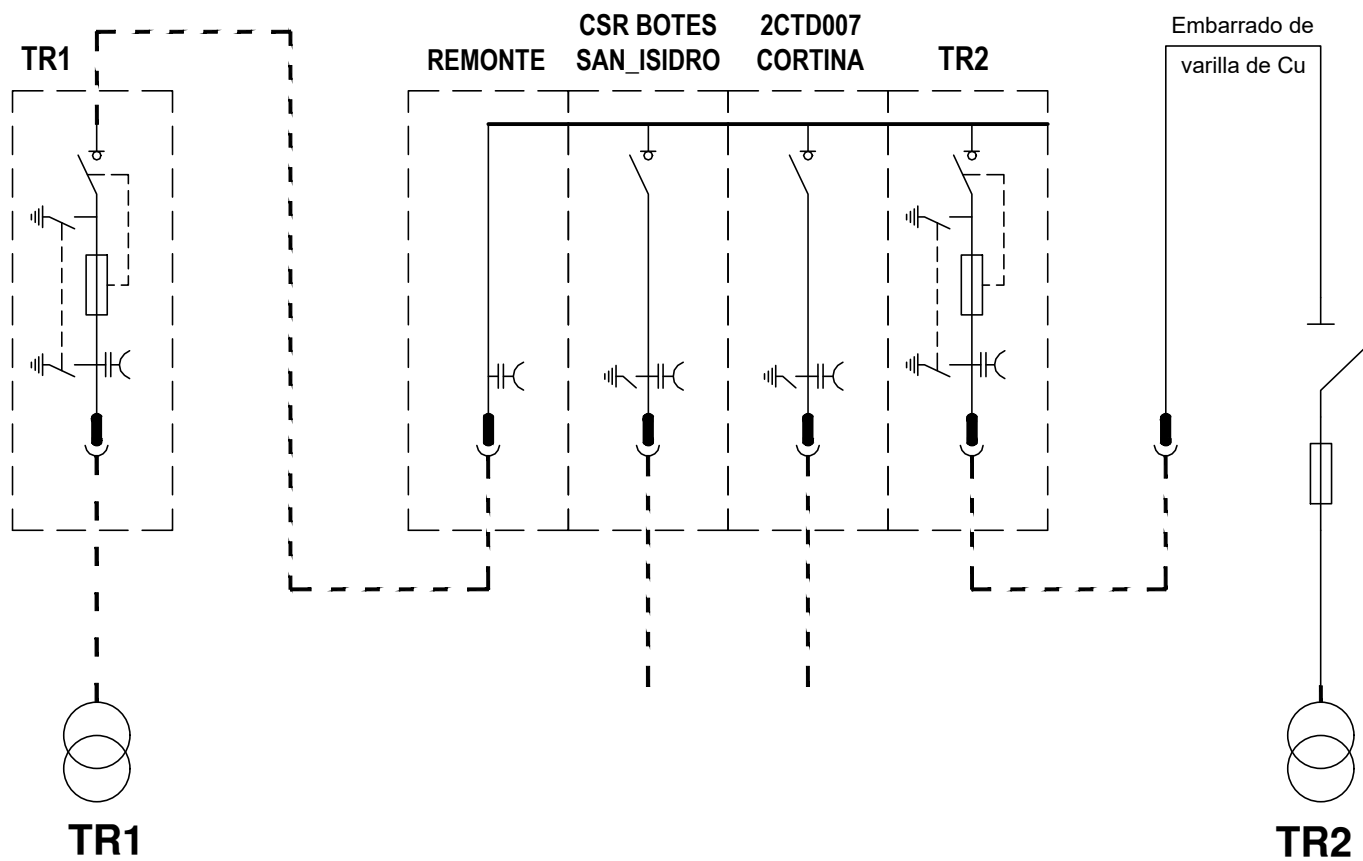 TR1
REMONTE
CSR BOTES
SAN_ISIDRO
2CTD007
CORTINA
TR2
Embarrado de
varilla de Cu
TR1
TR2